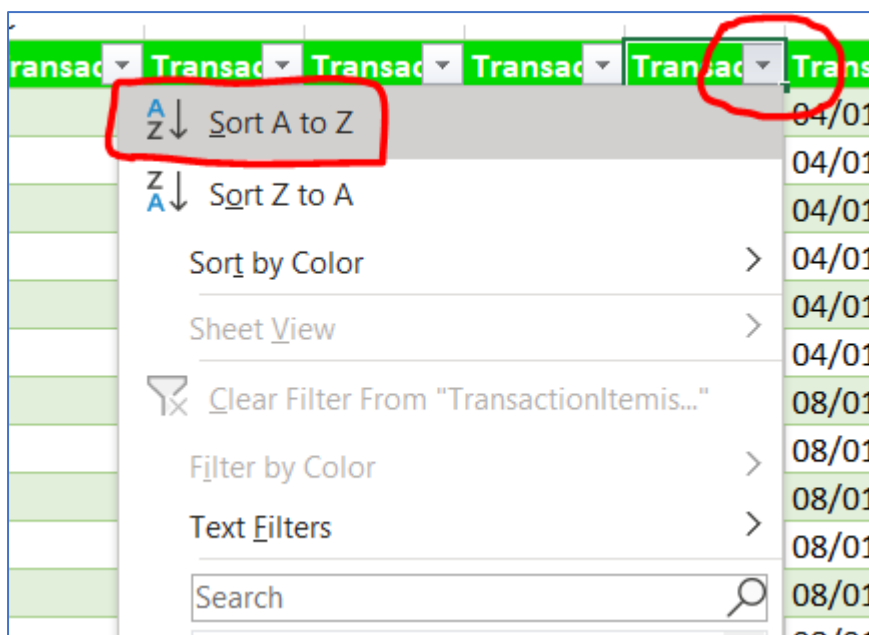 ransac Transac Transac Transac Transac Trans
Sort A to Z
04/01
Sort Z to A
04/01
04/01
Sort by Color
04/01
04/01
Sheet View
04/01
Clear Filter From "TransactionItemis..."
08/01
Filter by Color
08/01
08/01
Text Filters
08/01
Search
08/01